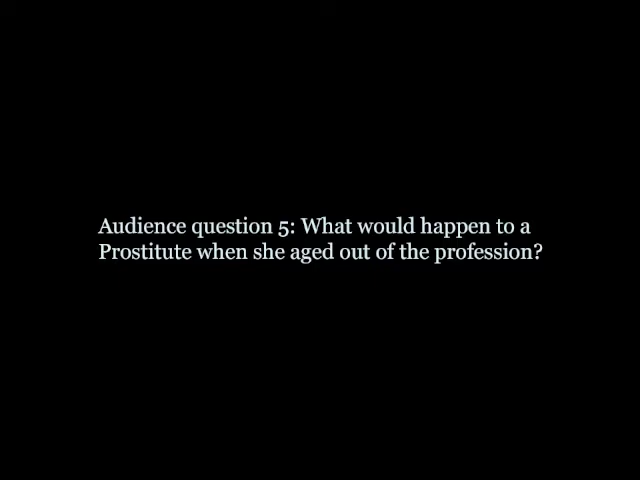 Audience question 5: What would happen to a
Prostitute when she aged out of the profession?